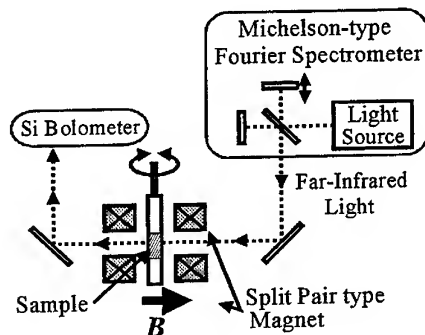 Michelson-type
Fourier Spectrometer
Light
Source
Si Bolometer
Far-Infrared
Light
Sample
B
Split Pair type
Magnet